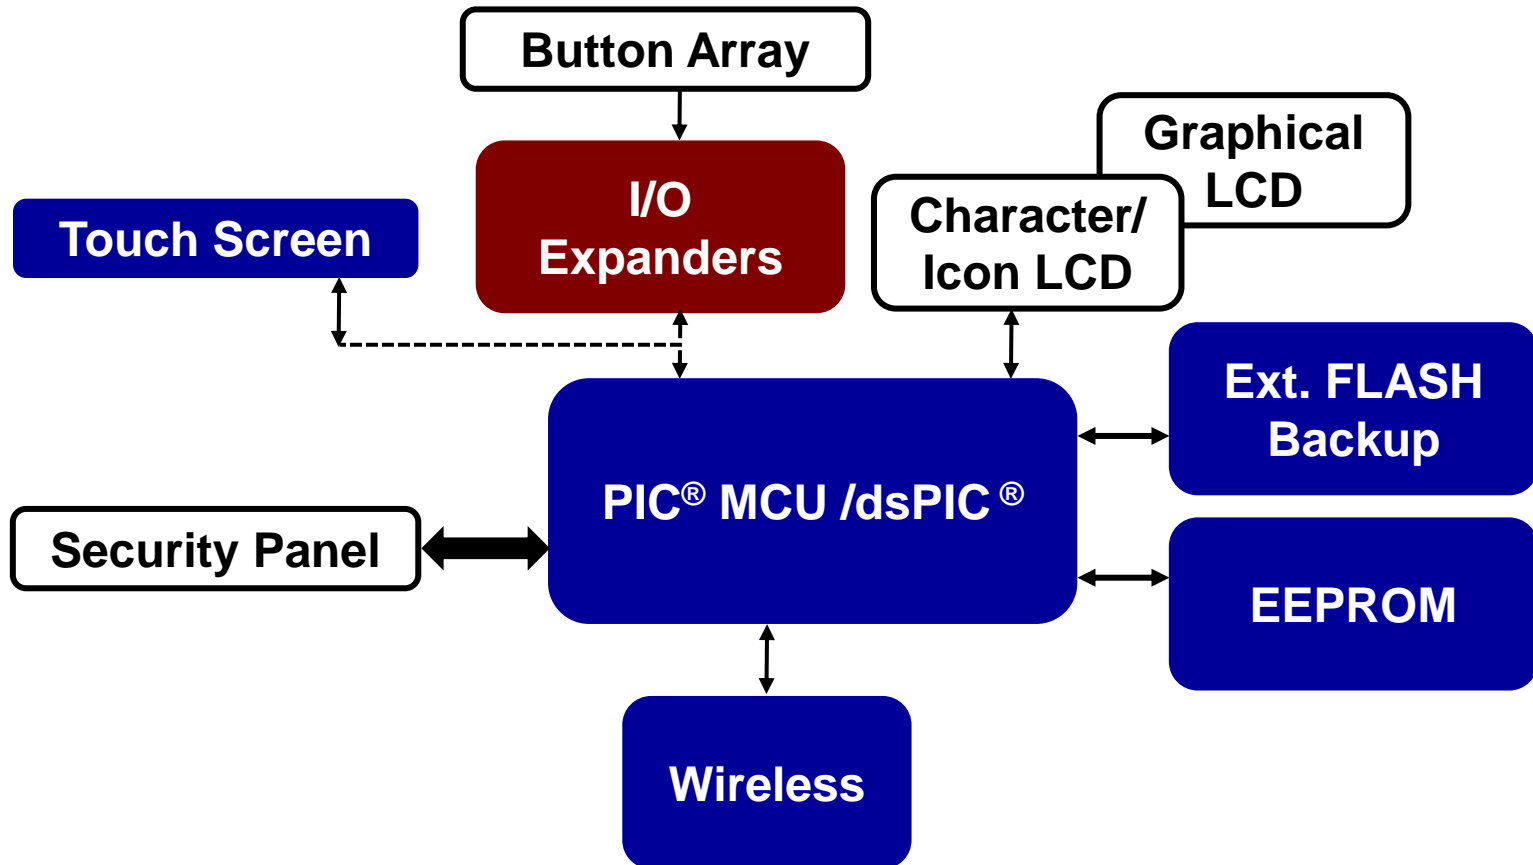 Button Array
Graphical
LCD
I/O
Expanders
Character/
Icon LCD
Touch Screen
Ext. FLASH
Backup
PIC® MCU /dsPIC ®
Security Panel
EEPROM
Wireless